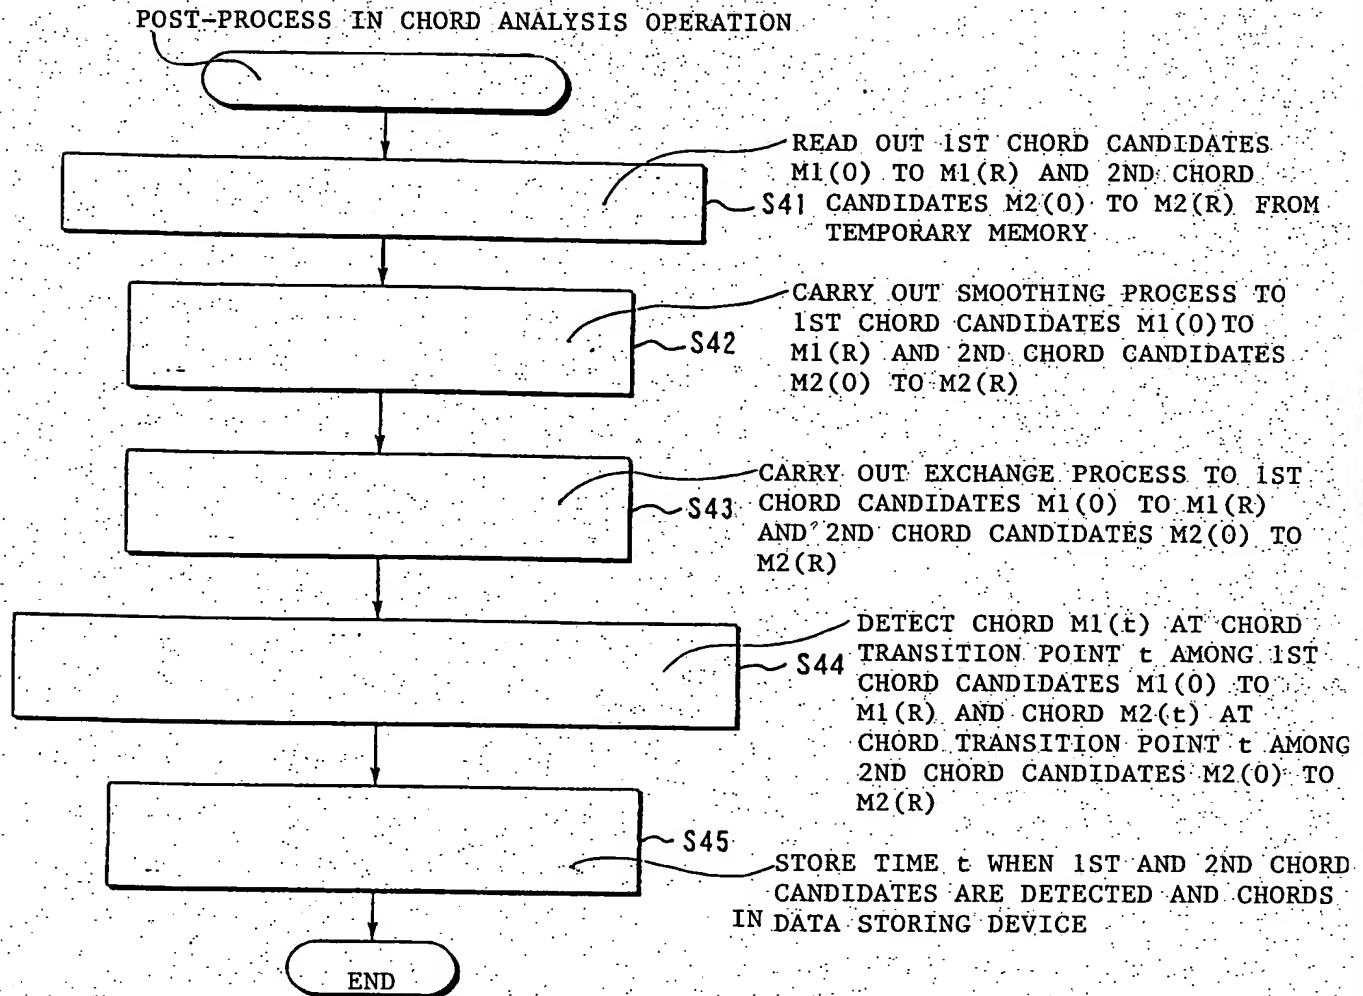 POST-PROCESS IN CHORD ANALYSIS OPERATION
READ OUT 1ST CHORD CANDIDATES
M1(0) TO M1(R) AND 2ND CHORD
S41
CANDIDATES M2(0) TO M2(R) FROM
TEMPORARY MEMORY
CARRY OUT SMOOTHING PROCESS TO
1ST CHORD CANDIDATES M1(0)TO
S42
M1(R) AND 2ND CHORD CANDIDATES
M2(0) TO M2(R)
CARRY OUT EXCHANGE PROCESS TO 1ST
S43
CHORD CANDIDATES M1(0) TO M1(R)
AND 2ND CHORD CANDIDATES M2(0) TO
M2(R)
DETECT CHORD M1(t) AT CHORD
TRANSITION POINT t AMONG 1ST
S44
CHORD CANDIDATES M1(0) TO
M1(R) AND CHORD M2(t) AT
CHORD TRANSITION POINT t AMONG
2ND CHORD CANDIDATES M2(0) TO
M2(R)
S45
STORE TIME t WHEN 1ST AND 2ND CHORD
CANDIDATES ARE DETECTED AND CHORDS
IN DATA STORING DEVICE
END